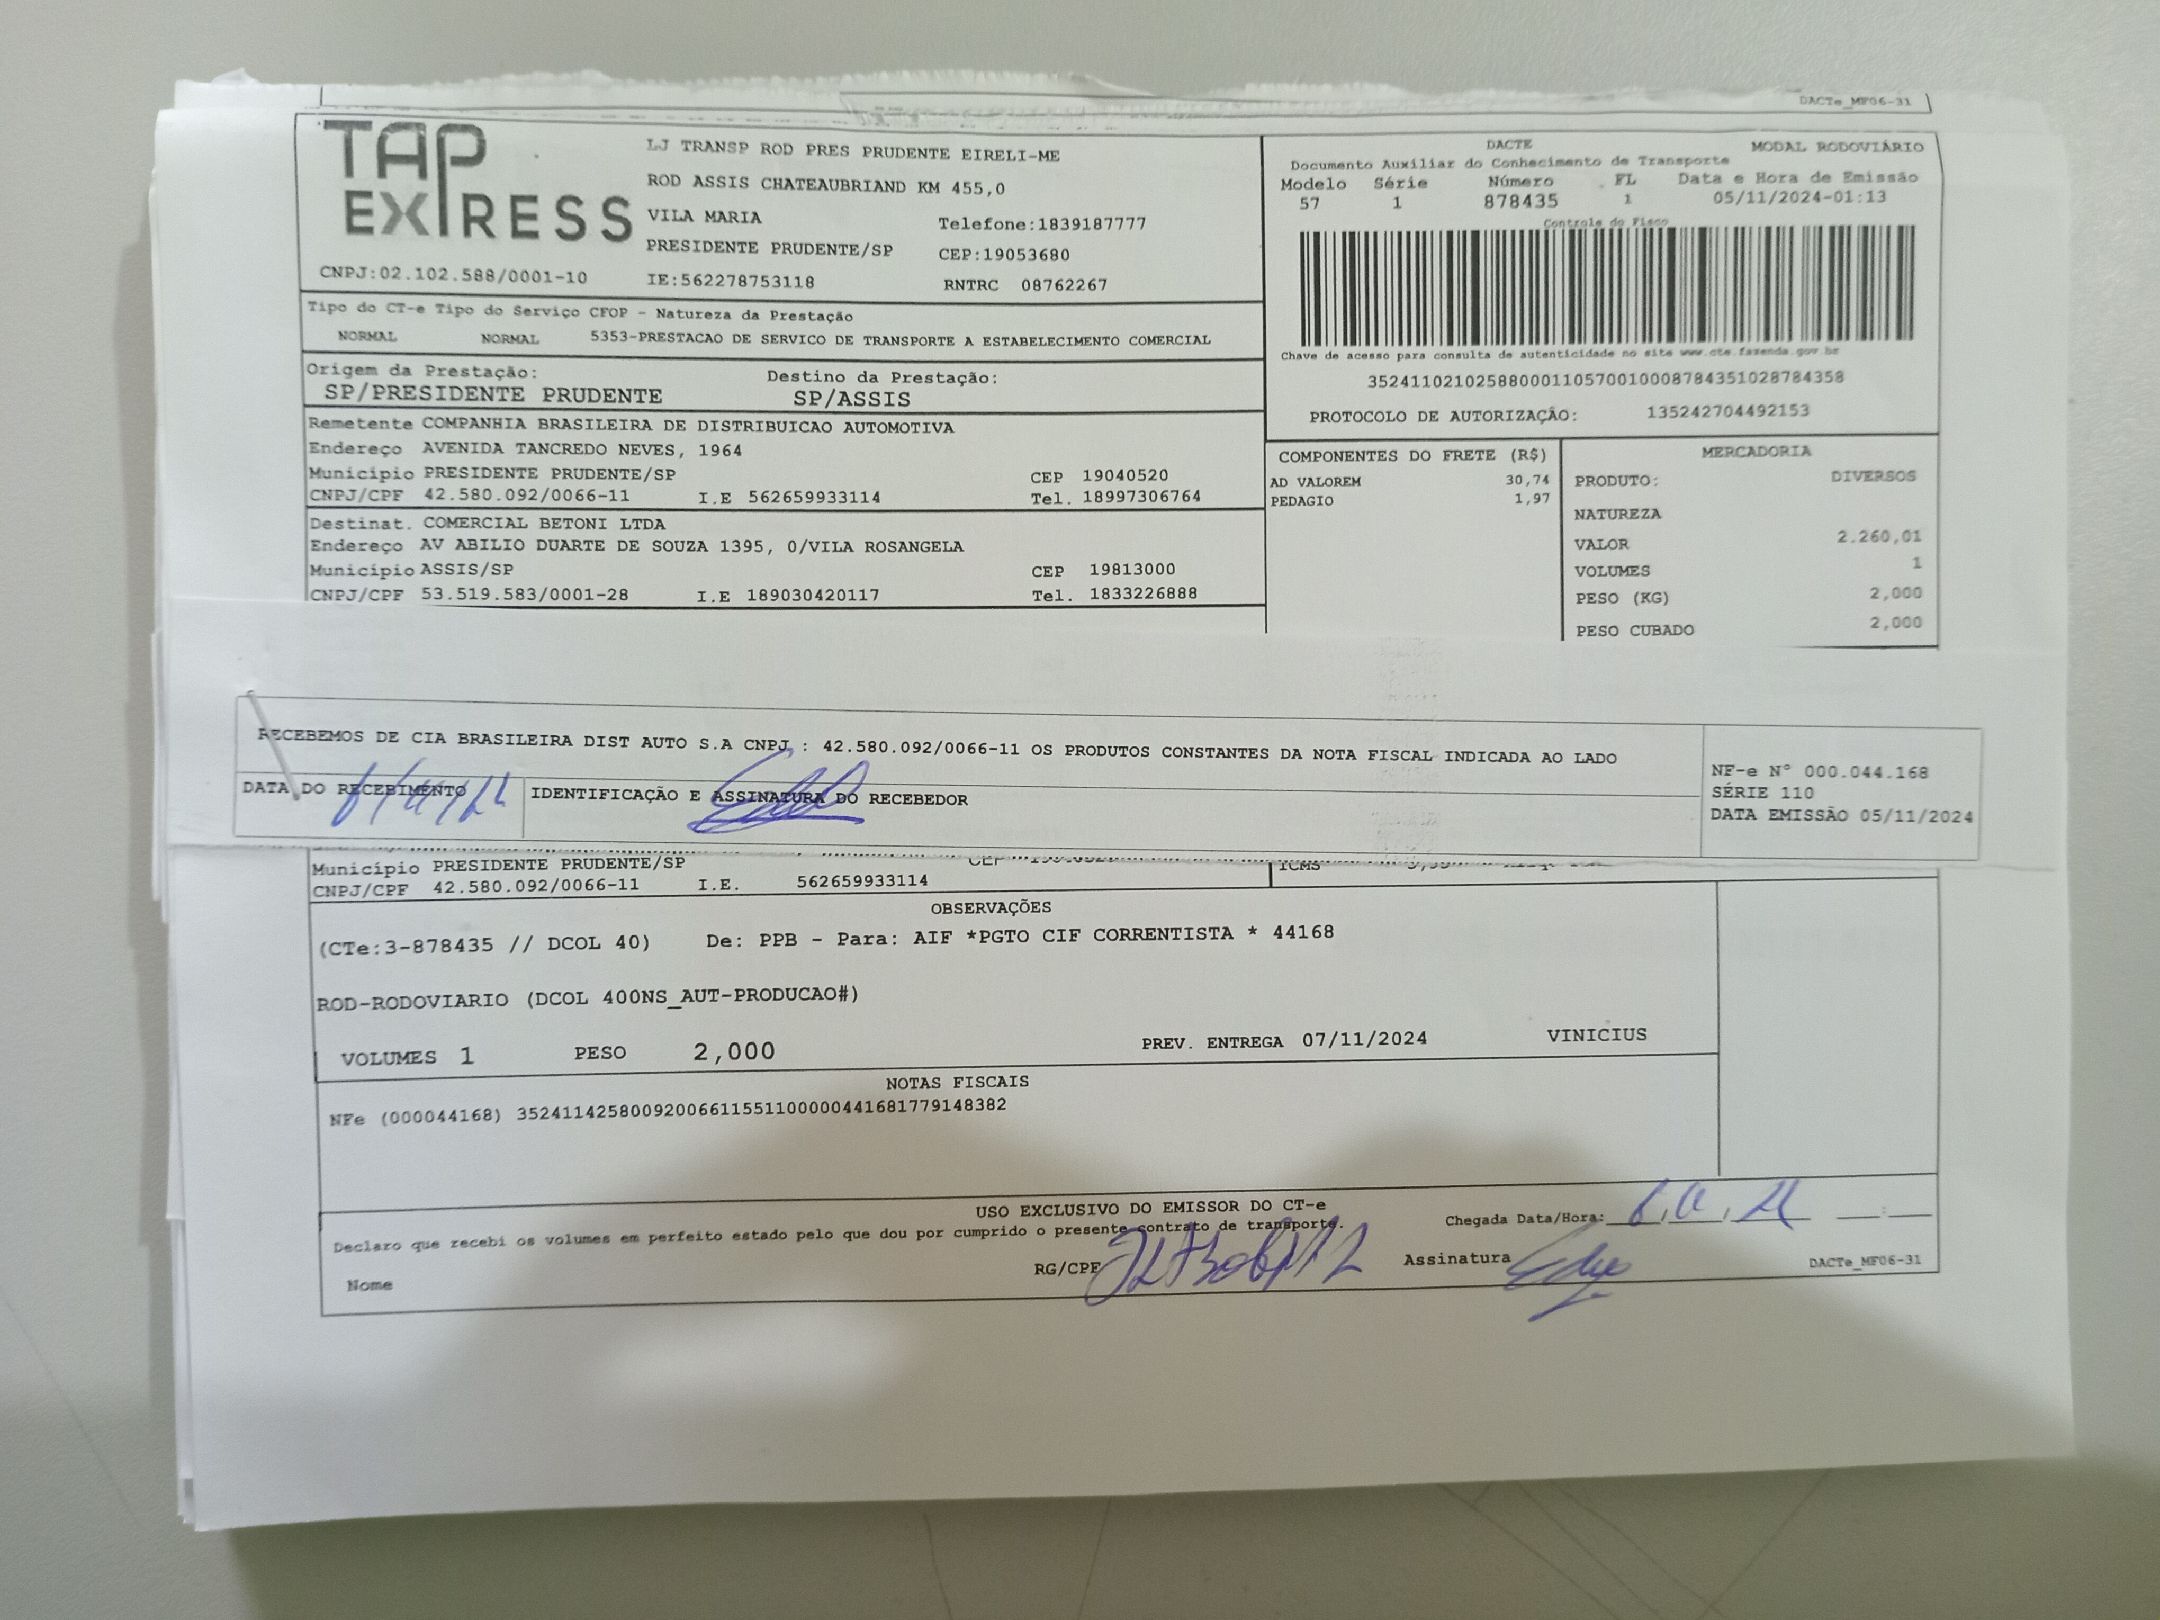 DACTe_MF06-31
TAP EXPRESS
LJ TRANSP ROD PRES PRUDENTE EIRELI-ME
ROD ASSIS CHATEAUBRIAND KM 455,0
VILA MARIA Telefone:1839187777
PRESIDENTE PRUDENTE/SP CEP:19053680
CNPJ:02.102.588/0001-10 IE:562278753118 RNTRC 08762267
DACTE MODAL RODOVIÁRIO
Documento Auxiliar do Conhecimento de Transporte
Modelo Série Número FL Data e Hora de Emissão
57 1 878435 1 05/11/2024-01:13
Controle do Fisco
Chave de acesso para consulta de autenticidade no site www.cte.fazenda.gov.br
35241102102588000110570010008784351028784358
PROTOCOLO DE AUTORIZAÇÃO: 135242704492153
Tipo do CT-e Tipo do Serviço CFOP - Natureza da Prestação
NORMAL NORMAL 5353-PRESTACAO DE SERVICO DE TRANSPORTE A ESTABELECIMENTO COMERCIAL
Origem da Prestação: Destino da Prestação:
SP/PRESIDENTE PRUDENTE SP/ASSIS
Remetente COMPANHIA BRASILEIRA DE DISTRIBUICAO AUTOMOTIVA
Endereço AVENIDA TANCREDO NEVES, 1964
Município PRESIDENTE PRUDENTE/SP CEP 19040520
CNPJ/CPF 42.580.092/0066-11 I.E 562659933114 Tel. 18997306764
Destinat. COMERCIAL BETONI LTDA
Endereço AV ABILIO DUARTE DE SOUZA 1395, 0/VILA ROSANGELA
Município ASSIS/SP CEP 19813000
CNPJ/CPF 53.519.583/0001-28 I.E 189030420117 Tel. 1833226888
COMPONENTES DO FRETE (R$)
AD VALOREM 30,74
PEDAGIO 1,97
MERCADORIA
PRODUTO: DIVERSOS
NATUREZA
VALOR 2.260,01
VOLUMES 1
PESO (KG) 2,000
PESO CUBADO 2,000
RECEBEMOS DE CIA BRASILEIRA DIST AUTO S.A CNPJ : 42.580.092/0066-11 OS PRODUTOS CONSTANTES DA NOTA FISCAL INDICADA AO LADO
DATA DO RECEBIMENTO IDENTIFICAÇÃO E ASSINATURA DO RECEBEDOR
NF-e N° 000.044.168
SÉRIE 110
DATA EMISSÃO 05/11/2024
Município PRESIDENTE PRUDENTE/SP
CNPJ/CPF 42.580.092/0066-11 I.E. 562659933114
ICMS
OBSERVAÇÕES
(CTe:3-878435 // DCOL 40) De: PPB - Para: AIF *PGTO CIF CORRENTISTA * 44168
ROD-RODOVIARIO (DCOL 400NS_AUT-PRODUCAO#)
VOLUMES 1 PESO 2,000 PREV. ENTREGA 07/11/2024 VINICIUS
NOTAS FISCAIS
NFe (000044168) 35241142580092006611551100000441681779148382
USO EXCLUSIVO DO EMISSOR DO CT-e
Declaro que recebi os volumes em perfeito estado pelo que dou por cumprido o presente contrato de transporte.
Chegada Data/Hora:
Nome RG/CPF Assinatura
DACTe_MF06-31